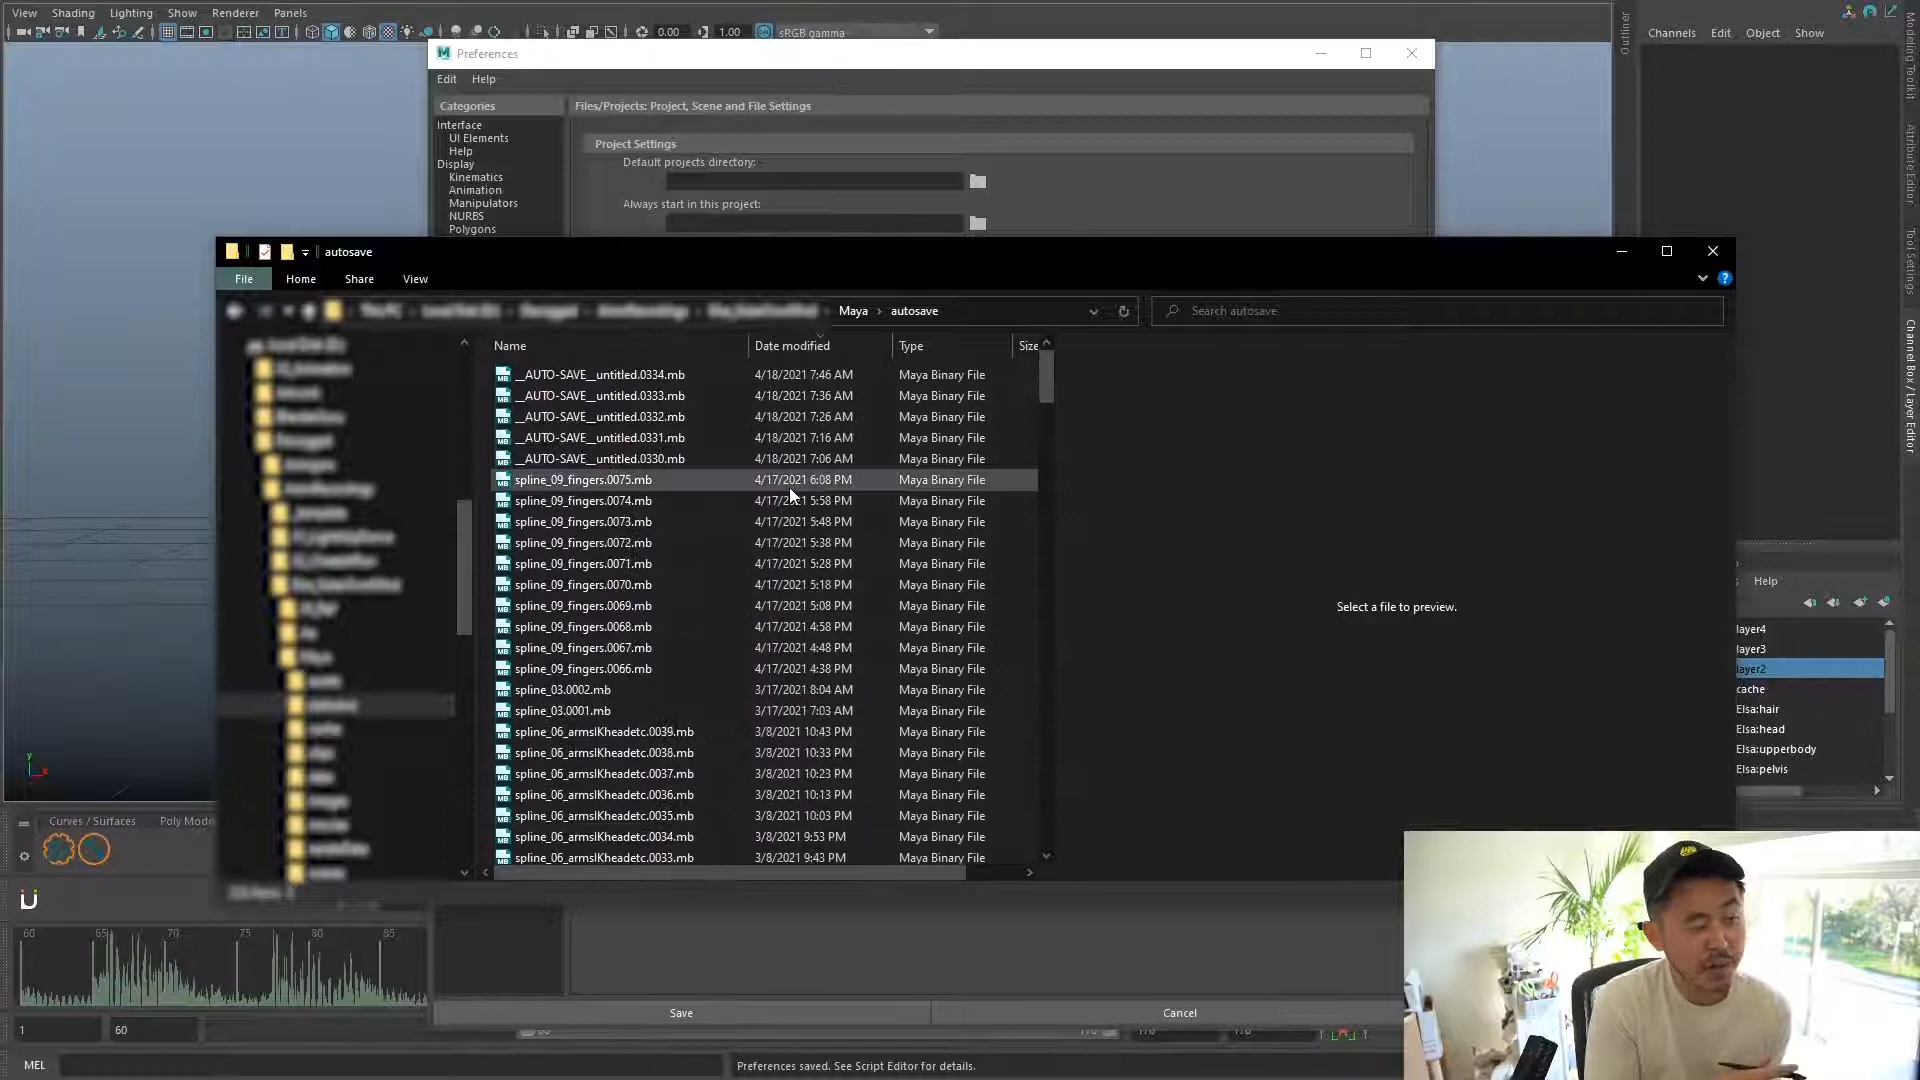 View Shading Lighting Show Renderer Panels
0.00 1.00 sRGB gamma
Preferences
Edit Help
Categories
Interface
UI Elements
Help
Display
Kinematics
Animation
Manipulators
NURBS
Polygons
Files/Projects: Project, Scene and File Settings
Project Settings
Default projects directory:
Always start in this project:
Outliner
Channels Edit Object Show
Modeling Toolkit
Attribute Editor
Tool Settings
Channel Box / Layer Editor
autosave
File Home Share View
Maya › autosave
Search autosave
Name Date modified Type Size
__AUTO-SAVE__untitled.0334.mb 4/18/2021 7:46 AM Maya Binary File
__AUTO-SAVE__untitled.0333.mb 4/18/2021 7:36 AM Maya Binary File
__AUTO-SAVE__untitled.0332.mb 4/18/2021 7:26 AM Maya Binary File
__AUTO-SAVE__untitled.0331.mb 4/18/2021 7:16 AM Maya Binary File
__AUTO-SAVE__untitled.0330.mb 4/18/2021 7:06 AM Maya Binary File
spline_09_fingers.0075.mb 4/17/2021 6:08 PM Maya Binary File
spline_09_fingers.0074.mb 4/17/2021 5:58 PM Maya Binary File
spline_09_fingers.0073.mb 4/17/2021 5:48 PM Maya Binary File
spline_09_fingers.0072.mb 4/17/2021 5:38 PM Maya Binary File
spline_09_fingers.0071.mb 4/17/2021 5:28 PM Maya Binary File
spline_09_fingers.0070.mb 4/17/2021 5:18 PM Maya Binary File
spline_09_fingers.0069.mb 4/17/2021 5:08 PM Maya Binary File
spline_09_fingers.0068.mb 4/17/2021 4:58 PM Maya Binary File
spline_09_fingers.0067.mb 4/17/2021 4:48 PM Maya Binary File
spline_09_fingers.0066.mb 4/17/2021 4:38 PM Maya Binary File
spline_03.0002.mb 3/17/2021 8:04 AM Maya Binary File
spline_03.0001.mb 3/17/2021 7:03 AM Maya Binary File
spline_06_armsIKheadetc.0039.mb 3/8/2021 10:43 PM Maya Binary File
spline_06_armsIKheadetc.0038.mb 3/8/2021 10:33 PM Maya Binary File
spline_06_armsIKheadetc.0037.mb 3/8/2021 10:23 PM Maya Binary File
spline_06_armsIKheadetc.0036.mb 3/8/2021 10:13 PM Maya Binary File
spline_06_armsIKheadetc.0035.mb 3/8/2021 10:03 PM Maya Binary File
spline_06_armsIKheadetc.0034.mb 3/8/2021 9:53 PM Maya Binary File
spline_06_armsIKheadetc.0033.mb 3/8/2021 9:43 PM Maya Binary File
Select a file to preview.
Help
layer4
layer3
layer2
cache
Elsa:hair
Elsa:head
Elsa:upperbody
Elsa:pelvis
y
x
Curves / Surfaces Poly Mode
60 65 70 75 80 85
Save Cancel
1 60
MEL
Preferences saved. See Script Editor for details.